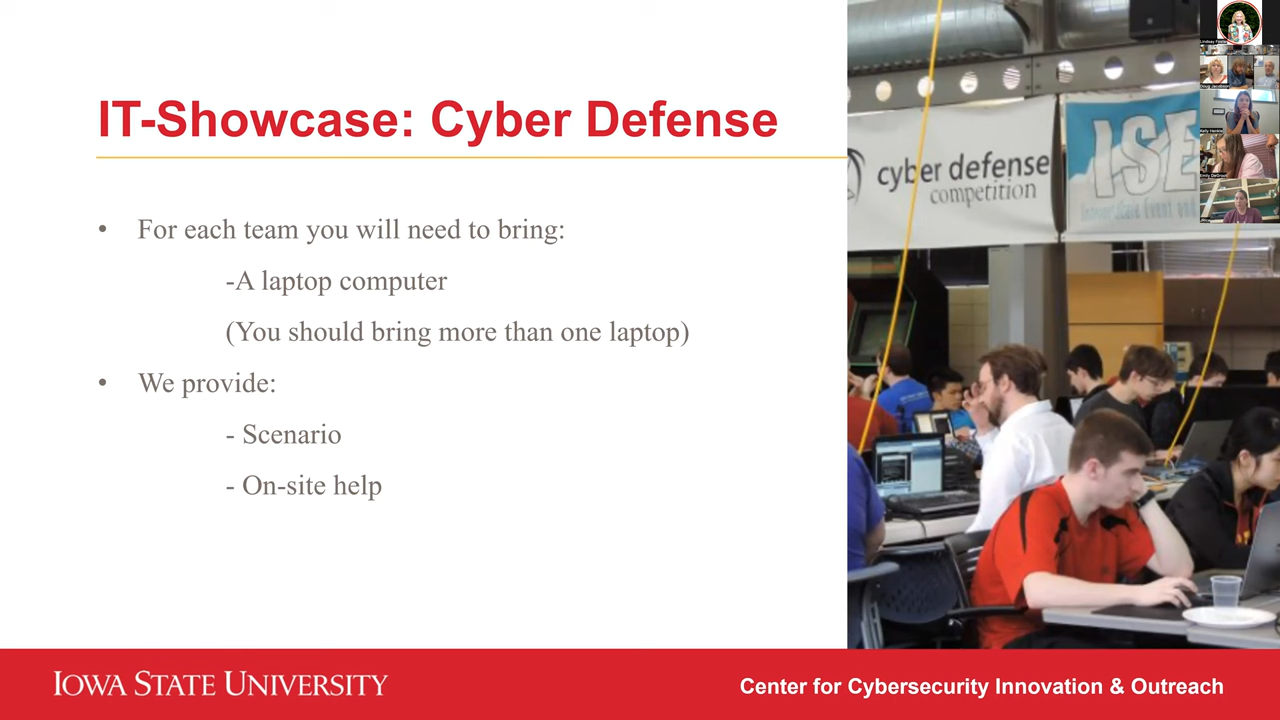 IT-Showcase: Cyber Defense
• For each team you will need to bring:
-A laptop computer
(You should bring more than one laptop)
• We provide:
- Scenario
- On-site help
cyber defense
competition
ISE
IOWA STATE UNIVERSITY
Center for Cybersecurity Innovation & Outreach